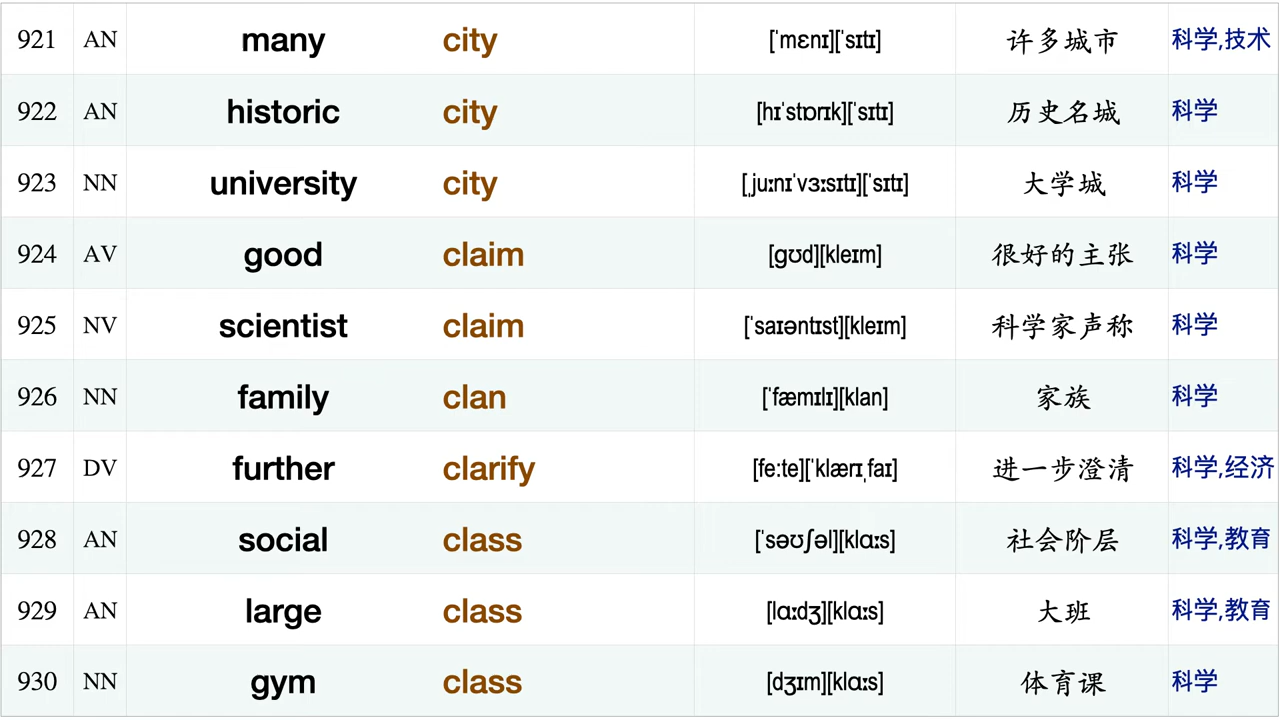 921 AN many city [ˈmɛnɪ][ˈsɪtɪ] 许多城市 科学,技术
922 AN historic city [hɪˈstɒrɪk][ˈsɪtɪ] 历史名城 科学
923 NN university city [ˌjuːnɪˈvɜːsɪtɪ][ˈsɪtɪ] 大学城 科学
924 AV good claim [ɡʊd][kleɪm] 很好的主张 科学
925 NV scientist claim [ˈsaɪəntɪst][kleɪm] 科学家声称 科学
926 NN family clan [ˈfæmɪlɪ][klan] 家族 科学
927 DV further clarify [fe:te][ˈklærɪˌfaɪ] 进一步澄清 科学,经济
928 AN social class [ˈsəʊʃəl][klɑːs] 社会阶层 科学,教育
929 AN large class [lɑːdʒ][klɑːs] 大班 科学,教育
930 NN gym class [dʒɪm][klɑːs] 体育课 科学